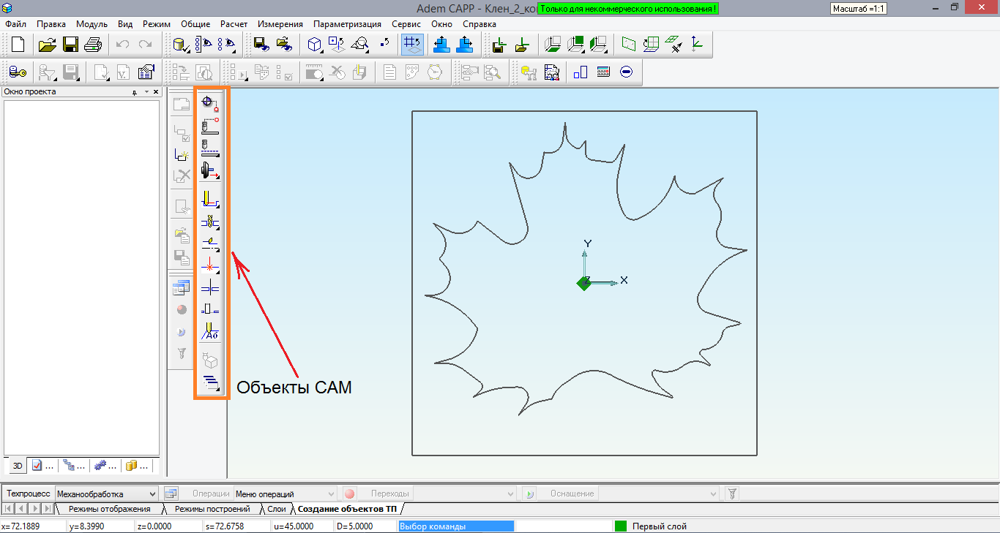 Adem CAPP - Клен_2_ко
Только для некоммерческого использования !
Масштаб =1:1
Файл Правка Модуль Вид Режим Общие Расчет Измерения Параметризация Сервис Окно Справка
Окно проекта
Y
Z X
Аб
Объекты CAM
3D ... ... ... ...
Техпроцесс Механообработка Операции Меню операций Переходы Оснащение
Режимы отображения Режимы построений Слои Создание объектов ТП
x=72.1889 y=8.3990 z=0.0000 s=72.6758 u=45.0000 D=5.0000 Выбор команды Первый слой